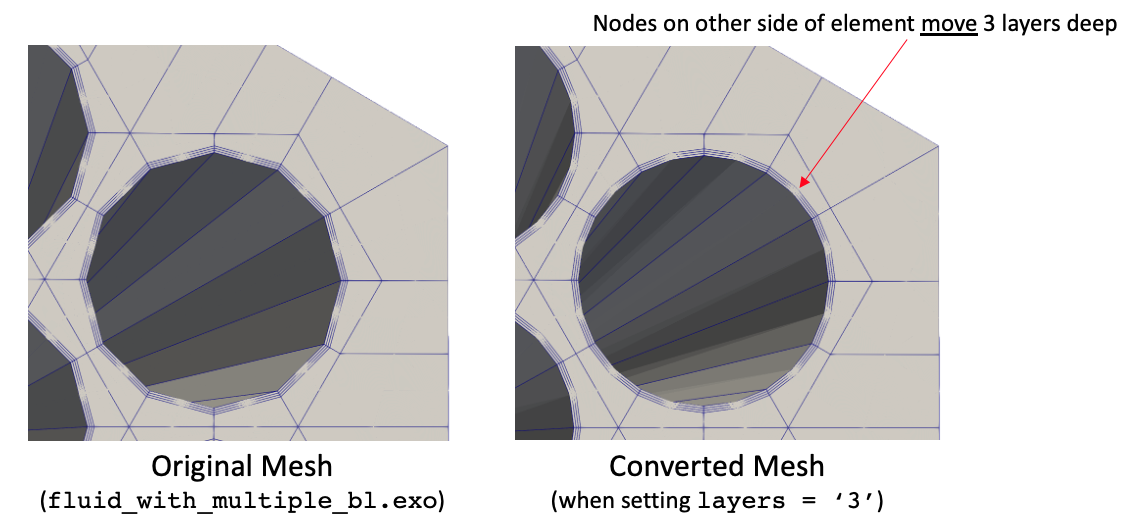 Nodes on other side of element move 3 layers deep
Original Mesh
(fluid_with_multiple_bl.exo)
Converted Mesh
(when setting layers = ‘3’)